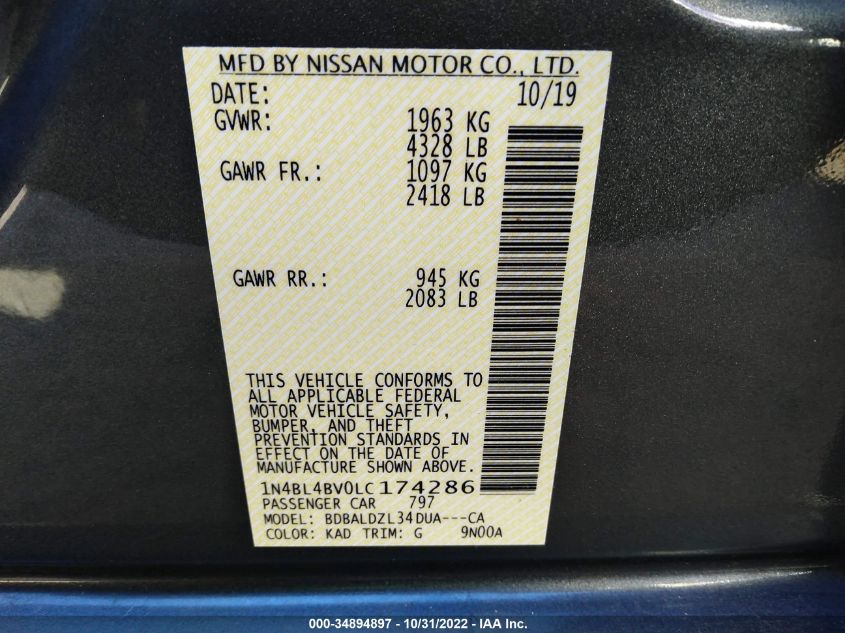 MFD BY NISSAN MOTOR CO., LTD.
DATE: 10/19
GVWR: 1963 KG
4328 LB
GAWR FR.: 1097 KG
2418 LB
GAWR RR.: 945 KG
2083 LB
THIS VEHICLE CONFORMS TO
ALL APPLICABLE FEDERAL
MOTOR VEHICLE SAFETY,
BUMPER, AND THEFT
PREVENTION STANDARDS IN
EFFECT ON THE DATE OF
MANUFACTURE SHOWN ABOVE.
1N4BL4BV0LC174286
PASSENGER CAR 797
MODEL: BDBALDZL34DUA---CA
COLOR: KAD TRIM: G 9N00A
000-34894897 - 10/31/2022 - IAA Inc.